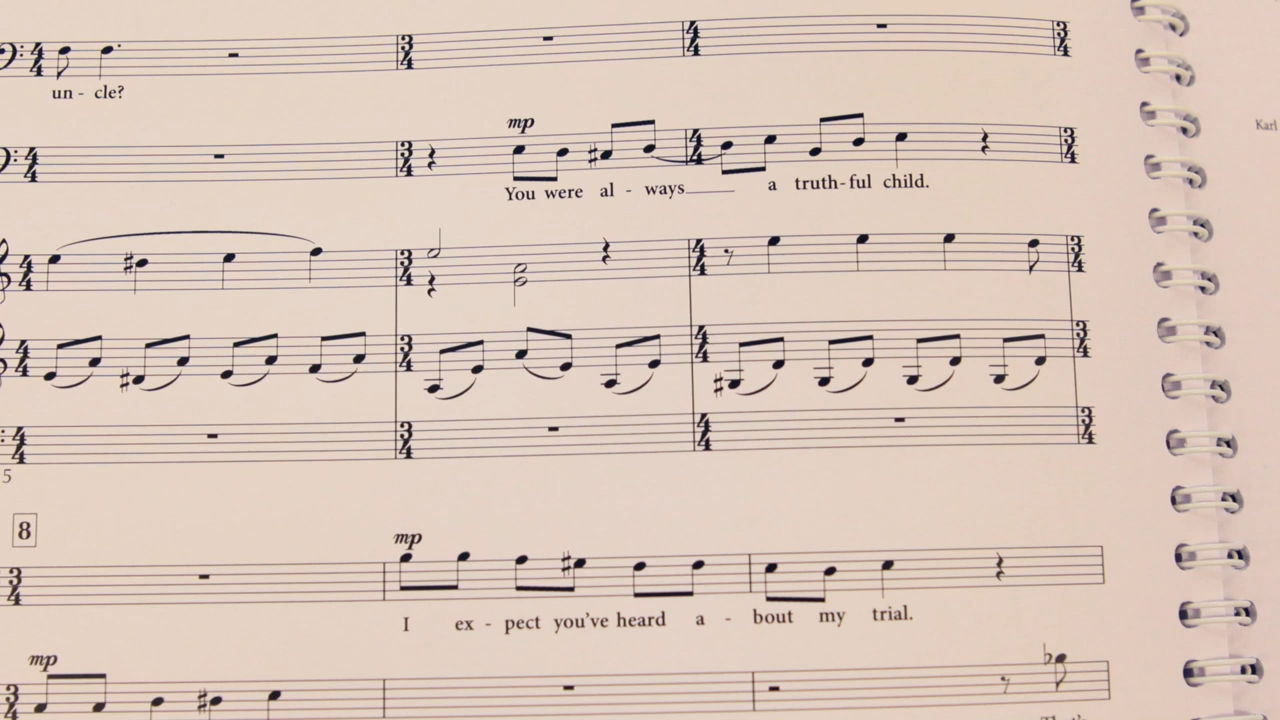 un - cle?
Karl
mp
You were al - ways a truth - ful child.
5
8
mp
I ex - pect you've heard a - bout my trial.
mp